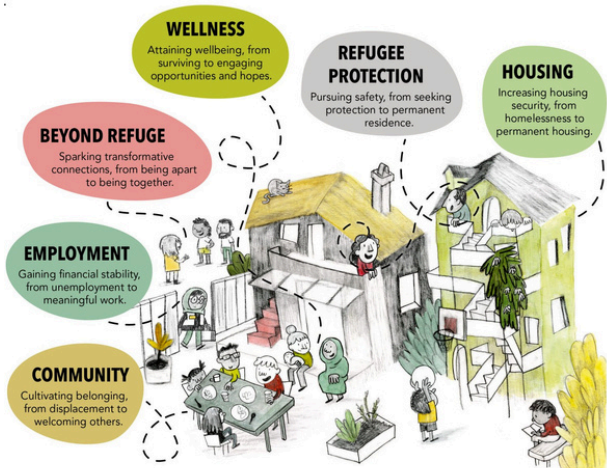 WELLNESS
Attaining wellbeing, from
surviving to engaging
opportunities and hopes.
REFUGEE
PROTECTION
Pursuing safety, from seeking
protection to permanent
residence.
HOUSING
Increasing housing
security, from
homelessness to
permanent housing.
BEYOND REFUGE
Sparking transformative
connections, from being apart
to being together.
EMPLOYMENT
Gaining financial stability,
from unemployment to
meaningful work.
COMMUNITY
Cultivating belonging,
from displacement to
welcoming others.